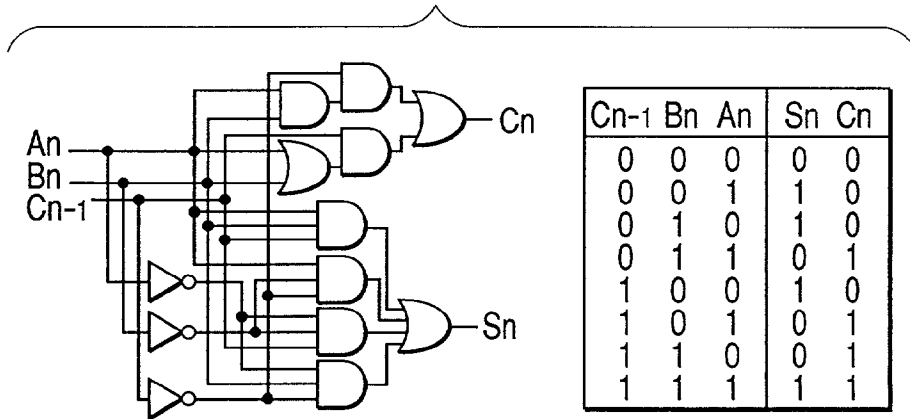 An
Bn
Cn-1
Cn
Sn
Cn-1 Bn An Sn Cn
0 0 0 0 0
0 0 1 1 0
0 1 0 1 0
0 1 1 0 1
1 0 0 1 0
1 0 1 0 1
1 1 0 0 1
1 1 1 1 1